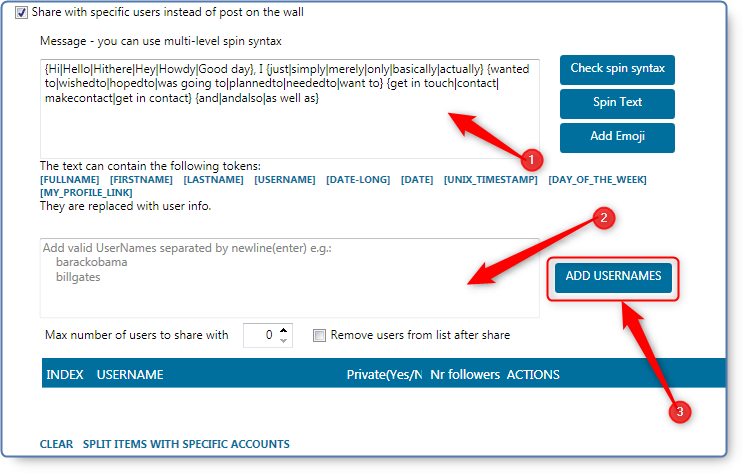 Share with specific users instead of post on the wall
Message - you can use multi-level spin syntax
{Hi|Hello|Hithere|Hey|Howdy|Good day}, I {just|simply|merely|only|basically|actually} {wanted
to|wishedto|hopedto|was going to|plannedto|neededto|want to} {get in touch|contact|
makecontact|get in contact} {and|andalso|as well as}
Check spin syntax
Spin Text
Add Emoji
1
The text can contain the following tokens:
[FULLNAME] [FIRSTNAME] [LASTNAME] [USERNAME] [DATE-LONG] [DATE] [UNIX_TIMESTAMP] [DAY_OF_THE_WEEK]
[MY_PROFILE_LINK]
They are replaced with user info.
2
Add valid UserNames separated by newline(enter) e.g.:
barackobama
billgates
ADD USERNAMES
Max number of users to share with 0 Remove users from list after share
INDEX USERNAME Private(Yes/N Nr followers ACTIONS
3
CLEAR SPLIT ITEMS WITH SPECIFIC ACCOUNTS